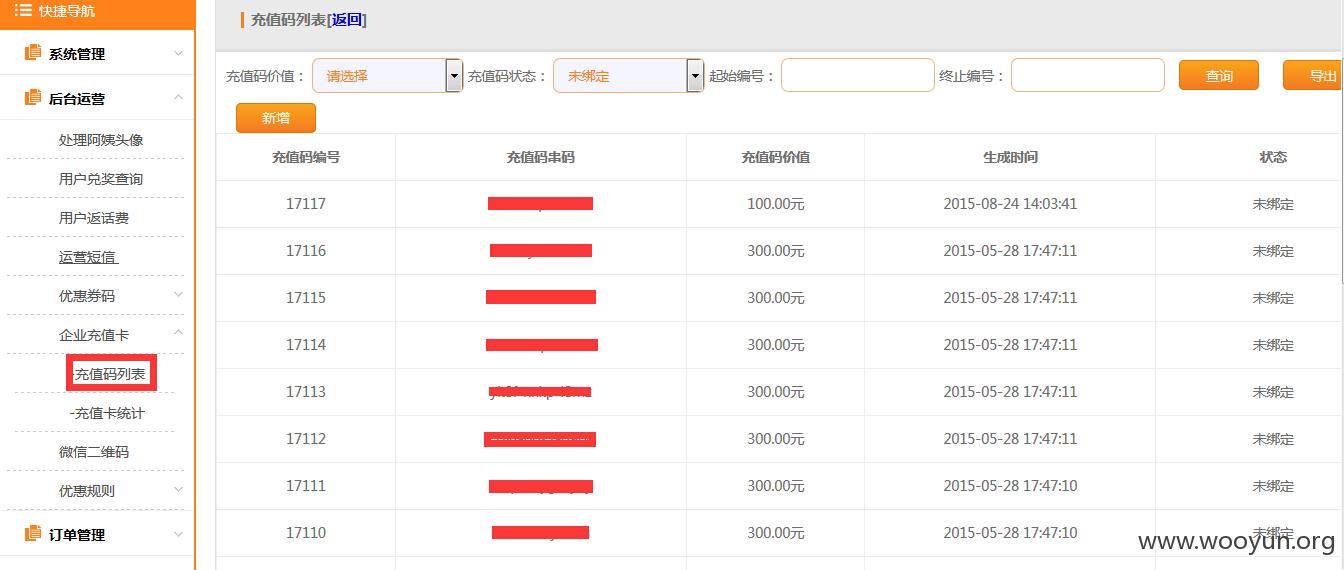 快捷导航
系统管理
后台运营
处理阿姨头像
用户兑奖查询
用户返话费
运营短信
优惠券码
企业充值卡
-充值码列表
-充值卡统计
微信二维码
优惠规则
订单管理
充值码列表[返回]
充值码价值： 请选择 充值码状态： 未绑定 起始编号： 终止编号： 查询 导出
新增
充值码编号 充值码串码 充值码价值 生成时间 状态
17117 100.00元 2015-08-24 14:03:41 未绑定
17116 300.00元 2015-05-28 17:47:11 未绑定
17115 300.00元 2015-05-28 17:47:11 未绑定
17114 300.00元 2015-05-28 17:47:11 未绑定
17113 300.00元 2015-05-28 17:47:11 未绑定
17112 300.00元 2015-05-28 17:47:11 未绑定
17111 300.00元 2015-05-28 17:47:10 未绑定
17110 300.00元 2015-05-28 17:47:10 未绑定
www.wooyun.org